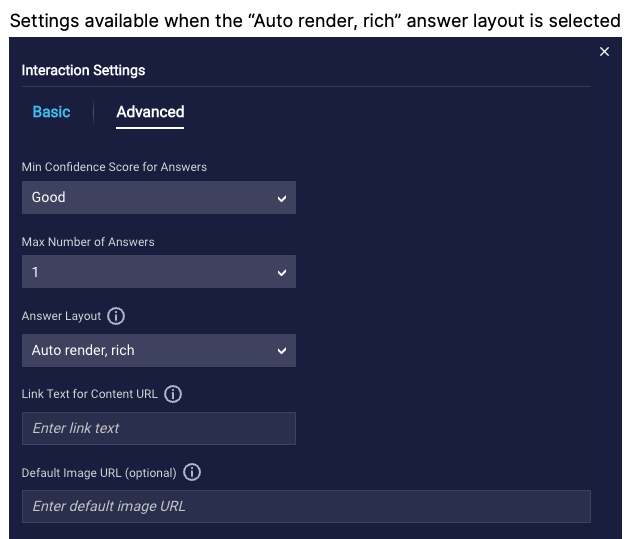 Settings available when the “Auto render, rich” answer layout is selected
Interaction Settings
Basic
Advanced
Min Confidence Score for Answers
Good
Max Number of Answers
1
Answer Layout
Auto render, rich
Link Text for Content URL
Enter link text
Default Image URL (optional)
Enter default image URL